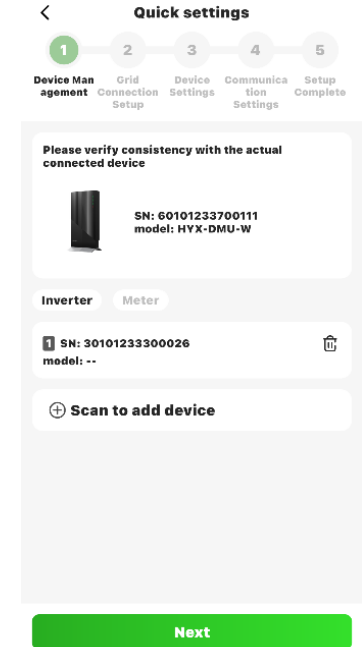 Quick settings
1 2 3 4 5
Device Man
agement
Grid
Connection
Setup
Device
Settings
Communica
tion
Settings
Setup
Complete
Please verify consistency with the actual
connected device
SN: 60101233700111
model: HYX-DMU-W
Inverter Meter
1 SN: 30101233300026
model: --
Scan to add device
Next